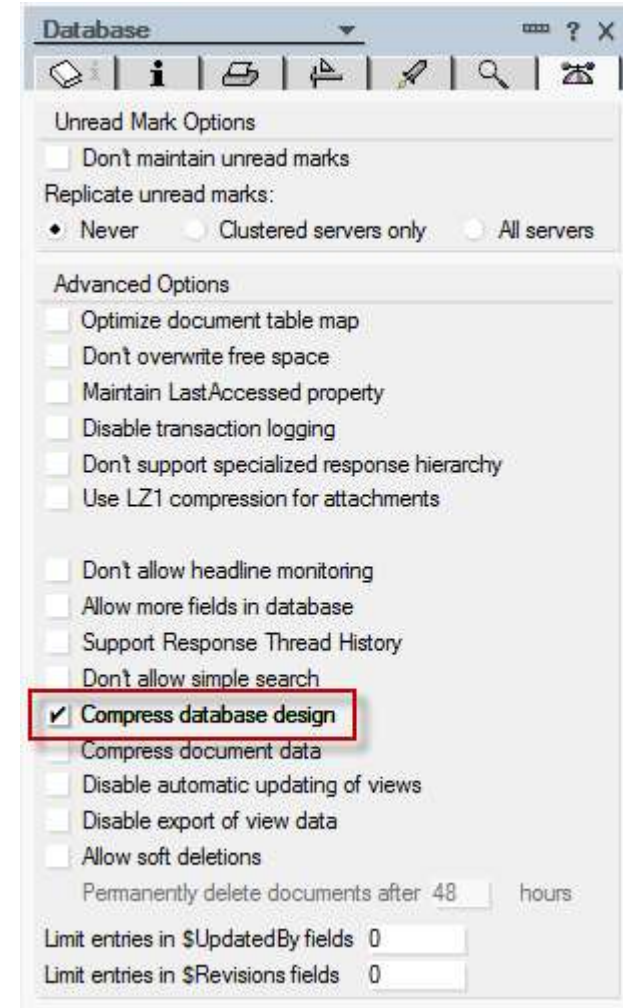 Database ? X
i i
Unread Mark Options
Don't maintain unread marks
Replicate unread marks:
Never Clustered servers only All servers
Advanced Options
Optimize document table map
Don't overwrite free space
Maintain LastAccessed property
Disable transaction logging
Don't support specialized response hierarchy
Use LZ1 compression for attachments
Don't allow headline monitoring
Allow more fields in database
Support Response Thread History
Don't allow simple search
Compress database design
Compress document data
Disable automatic updating of views
Disable export of view data
Allow soft deletions
Permanently delete documents after 48 hours
Limit entries in $UpdatedBy fields 0
Limit entries in $Revisions fields 0